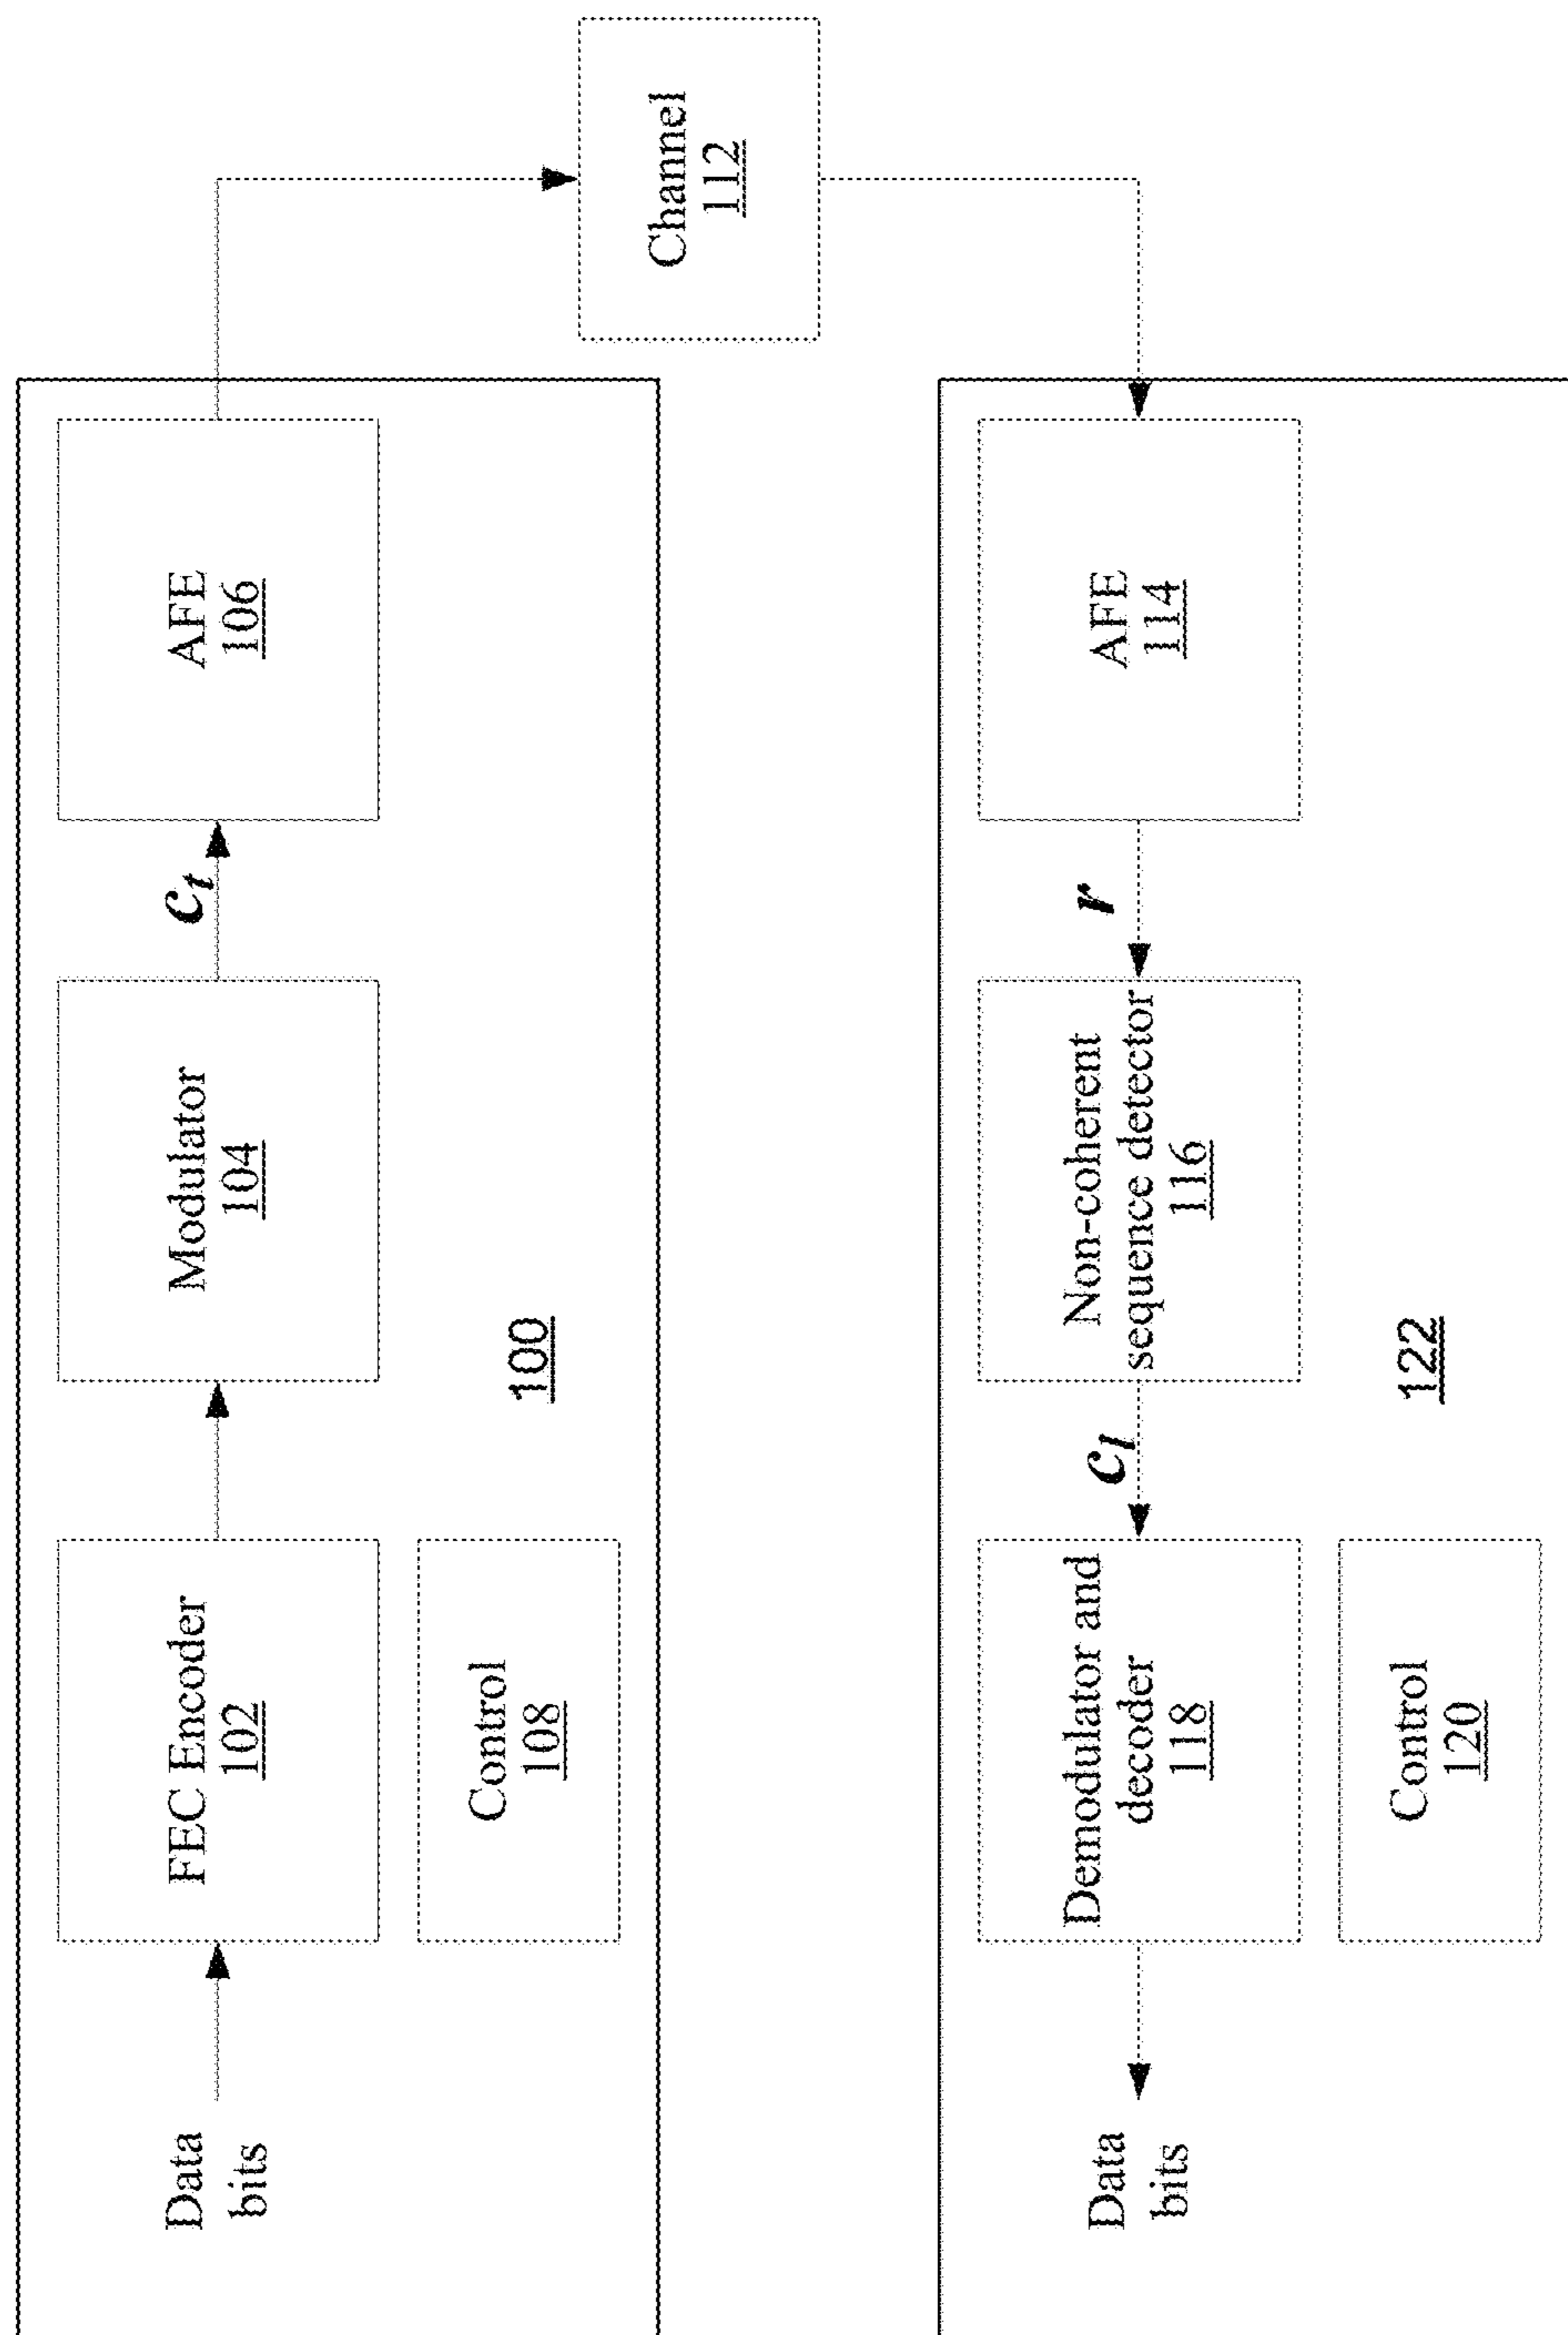 Data
bits
FEC Encoder
102
Modulator
104
c_t
AFE
106
Control
108
100
Channel
112
AFE
114
r
Non-coherent
sequence detector
116
c_l
Demodulator and
decoder
118
Data
bits
Control
120
122